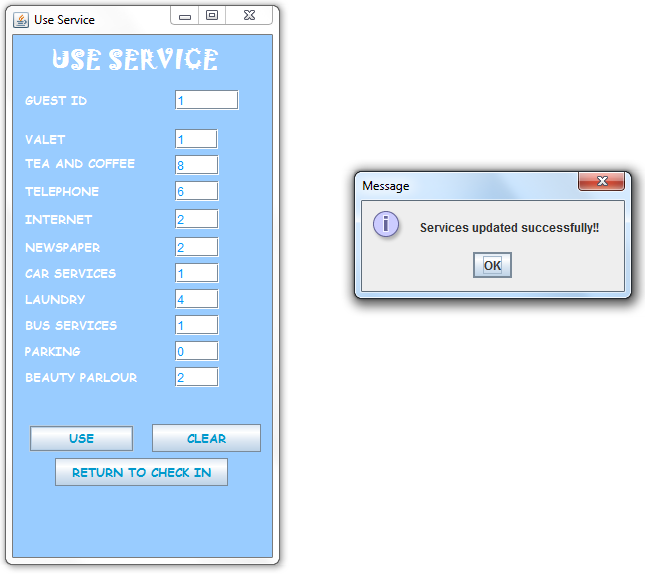 Use Service
USE SERVICE
GUEST ID 1
VALET 1
TEA AND COFFEE 8
TELEPHONE 6
INTERNET 2
NEWSPAPER 2
CAR SERVICES 1
LAUNDRY 4
BUS SERVICES 1
PARKING 0
BEAUTY PARLOUR 2
USE CLEAR
RETURN TO CHECK IN
Message
i
Services updated successfully!!
OK